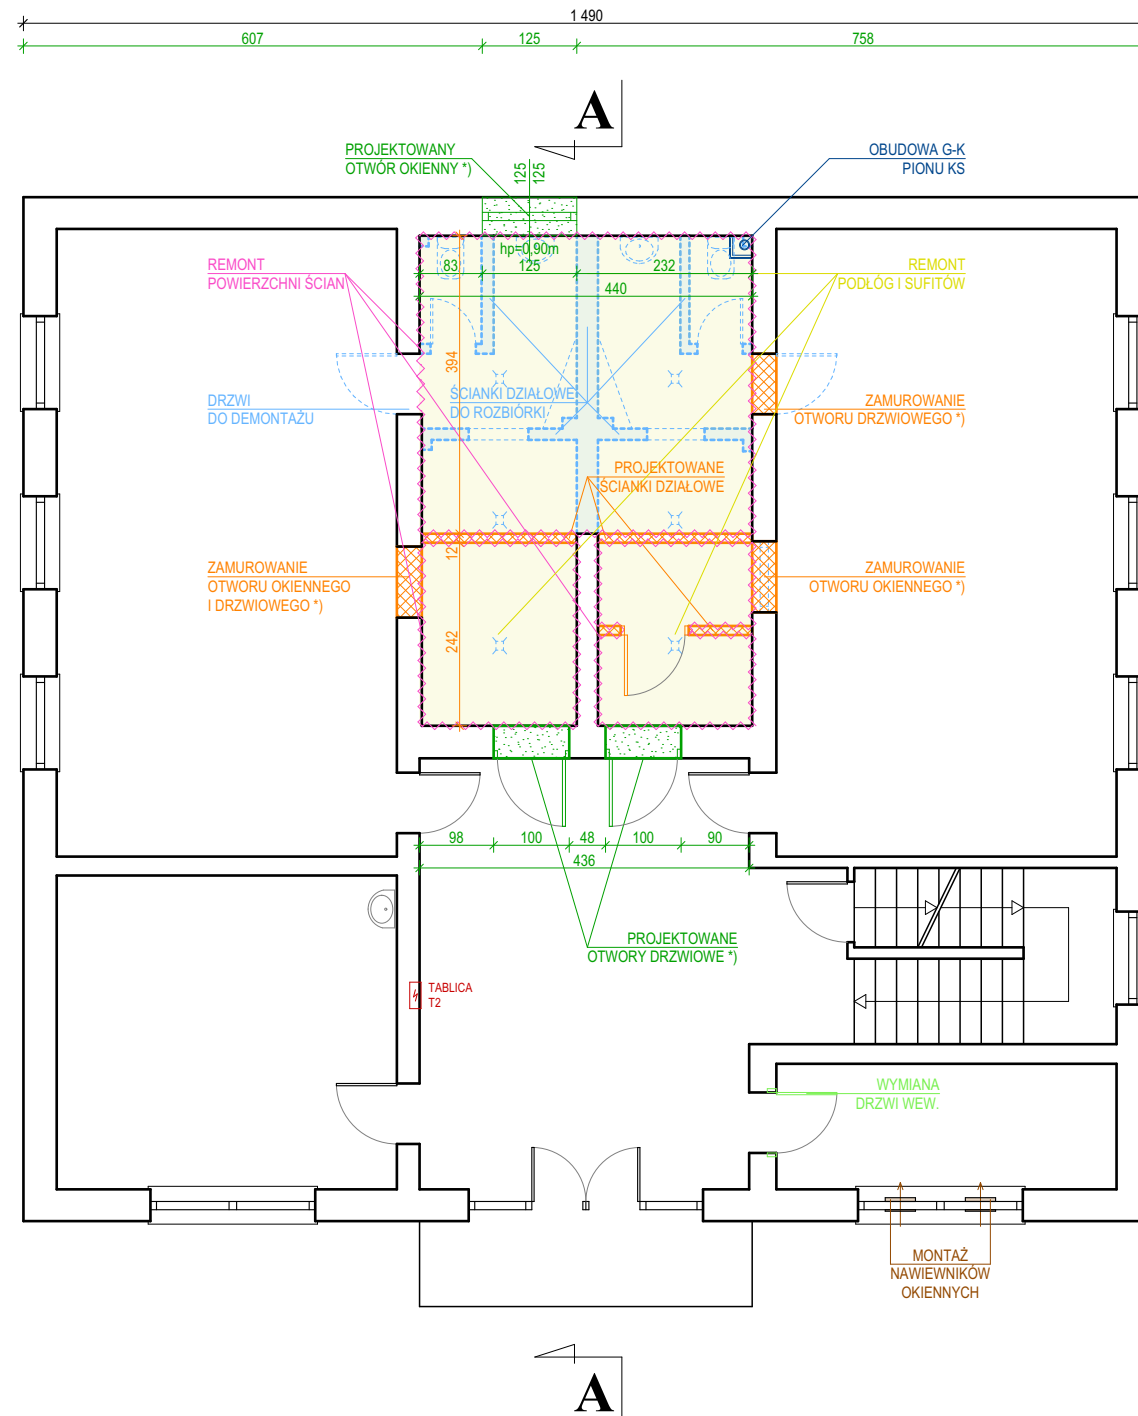 1 490
607
125
758
A
PROJEKTOWANY
OTWÓR OKIENNY *)
125
125
OBUDOWA G-K
PIONU KS
hp=0,90m
83
125
232
440
REMONT
POWIERZCHNI ŚCIAN
REMONT
PODŁÓG I SUFITÓW
394
DRZWI
DO DEMONTAŻU
ŚCIANKI DZIAŁOWE
DO ROZBIÓRKI
ZAMUROWANIE
OTWORU DRZWIOWEGO *)
PROJEKTOWANE
ŚCIANKI DZIAŁOWE
12
ZAMUROWANIE
OTWORU OKIENNEGO
I DRZWIOWEGO *)
ZAMUROWANIE
OTWORU OKIENNEGO *)
242
98
100
48
100
90
436
PROJEKTOWANE
OTWORY DRZWIOWE *)
TABLICA
T2
WYMIANA
DRZWI WEW.
MONTAŻ
NAWIEWNIKÓW
OKIENNYCH
A